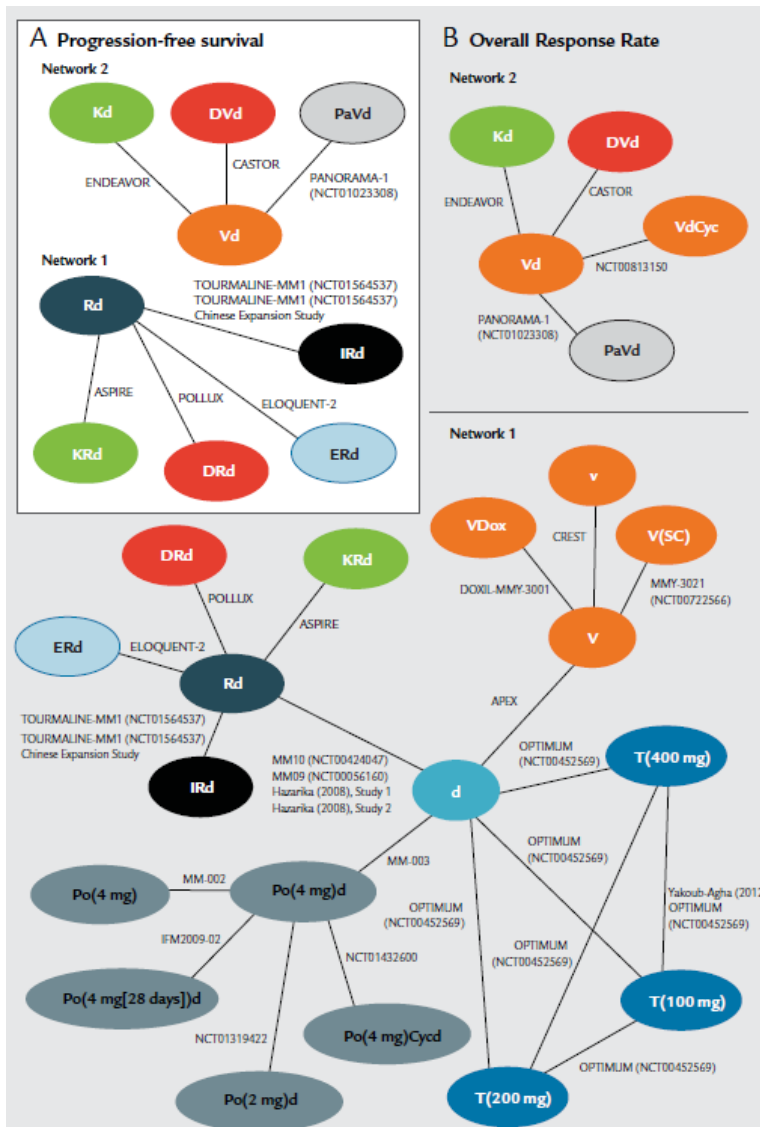 A Progression-free survival
Network 2
Kd
DVd
PaVd
ENDEAVOR
CASTOR
PANORAMA-1
(NCT01023308)
Vd
Network 1
TOURMALINE-MM1 (NCT01564537)
TOURMALINE-MM1 (NCT01564537)
Chinese Expansion Study
Rd
IRd
ASPIRE
POLLUX
ELOQUENT-2
KRd
DRd
ERd
B Overall Response Rate
Network 2
Kd
DVd
ENDEAVOR
CASTOR
VdCyc
Vd
NCT00813150
PANORAMA-1
(NCT01023308)
PaVd
Network 1
v
VDox
V(SC)
CREST
DOXIL-MMY-3001
MMY-3021
(NCT00722566)
V
APEX
DRd
KRd
POLLUX
ASPIRE
ERd
ELOQUENT-2
Rd
TOURMALINE-MM1 (NCT01564537)
TOURMALINE-MM1 (NCT01564537)
Chinese Expansion Study
IRd
MM10 (NCT00424047)
MM09 (NCT00056160)
Hazarika (2008), Study 1
Hazarika (2008), Study 2
d
OPTIMUM
(NCT00452569)
T(400 mg)
OPTIMUM
(NCT00452569)
MM-003
MM-002
Po(4 mg)
Po(4 mg)d
OPTIMUM
(NCT00452569)
Yakoub-Agha (2012
OPTIMUM
(NCT00452569)
IFM2009-02
NCT01432600
OPTIMUM
(NCT00452569)
Po(4 mg[28 days])d
T(100 mg)
NCT01319422
Po(4 mg)Cycd
OPTIMUM (NCT00452569)
Po(2 mg)d
T(200 mg)